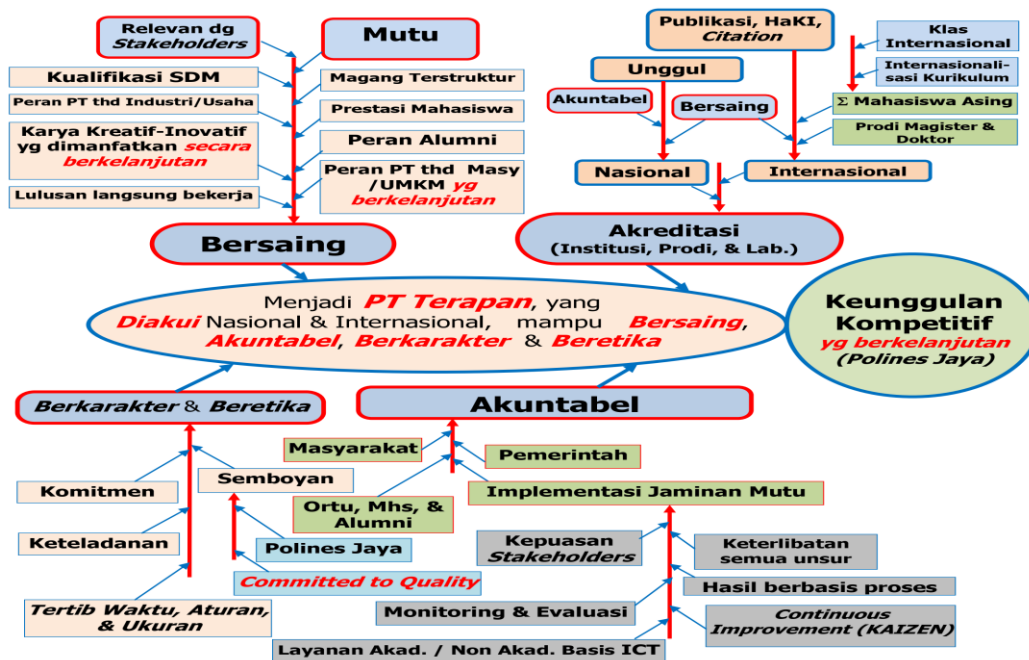 Relevan dg
Stakeholders
Mutu
Kualifikasi SDM
Peran PT thd Industri/Usaha
Karya Kreatif-Inovatif
yg dimanfatkan secara
berkelanjutan
Lulusan langsung bekerja
Magang Terstruktur
Prestasi Mahasiswa
Peran Alumni
Peran PT thd Masy
/UMKM yg
berkelanjutan
Bersaing
Publikasi, HaKI,
Citation
Unggul
Akuntabel
Bersaing
Nasional
Klas
Internasional
Internasionali-
sasi Kurikulum
Σ Mahasiswa Asing
Prodi Magister &
Doktor
Internasional
Akreditasi
(Institusi, Prodi, & Lab.)
Menjadi PT Terapan, yang
Diakui Nasional & Internasional, mampu Bersaing,
Akuntabel, Berkarakter & Beretika
Keunggulan
Kompetitif
yg berkelanjutan
(Polines Jaya)
Berkarakter & Beretika
Komitmen
Keteladanan
Tertib Waktu, Aturan,
& Ukuran
Semboyan
Polines Jaya
Committed to Quality
Akuntabel
Masyarakat
Pemerintah
Ortu, Mhs, &
Alumni
Implementasi Jaminan Mutu
Kepuasan
Stakeholders
Keterlibatan
semua unsur
Hasil berbasis proses
Monitoring & Evaluasi
Continuous
Improvement (KAIZEN)
Layanan Akad. / Non Akad. Basis ICT